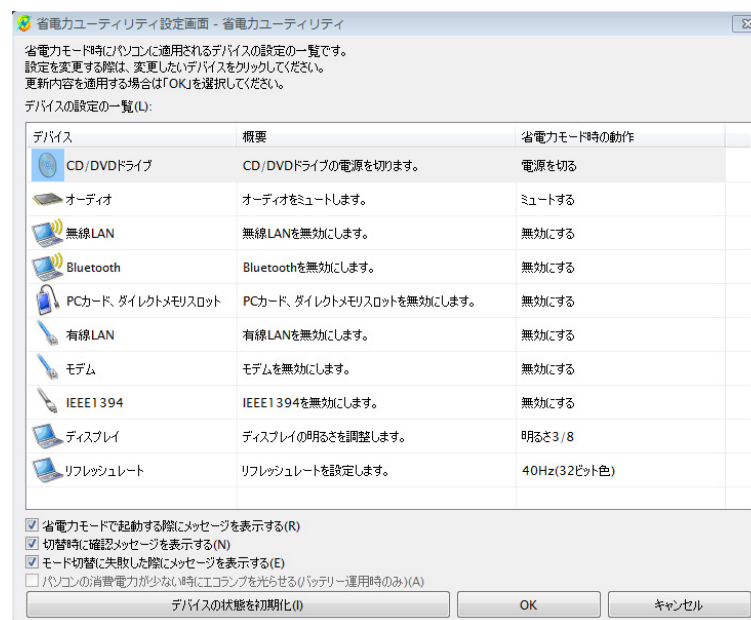 省電力ユーティリティ設定画面 - 省電力ユーティリティ
省電力モード時にパソコンに適用されるデバイスの設定の一覧です。
設定を変更する際は、変更したいデバイスをクリックしてください。
更新内容を適用する場合は「OK」を選択してください。
デバイスの設定の一覧(L):
デバイス 概要 省電力モード時の動作
CD/DVDドライブ CD/DVDドライブの電源を切ります。 電源を切る
オーディオ オーディオをミュートします。 ミュートする
無線LAN 無線LANを無効にします。 無効にする
Bluetooth Bluetoothを無効にします。 無効にする
PCカード、ダイレクトメモリスロット PCカード、ダイレクトメモリスロットを無効にします。 無効にする
有線LAN 有線LANを無効にします。 無効にする
モデム モデムを無効にします。 無効にする
IEEE1394 IEEE1394を無効にします。 無効にする
ディスプレイ ディスプレイの明るさを調整します。 明るさ3/8
リフレッシュレート リフレッシュレートを設定します。 40Hz(32ビット色)
省電力モードで起動する際にメッセージを表示する(R)
切替時に確認メッセージを表示する(N)
モード切替に失敗した際にメッセージを表示する(E)
パソコンの消費電力が少ない時にエコランプを光らせる(バッテリー運用時のみ)(A)
デバイスの状態を初期化(I) OK キャンセル